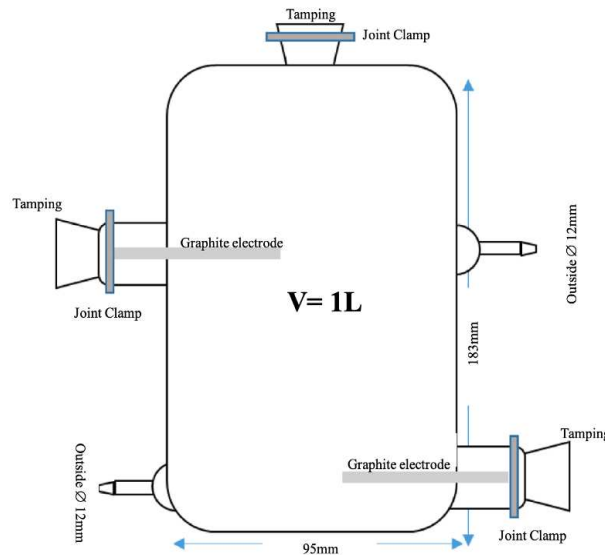 Tamping
Joint Clamp
Tamping
Graphite electrode
Joint Clamp
Outside Ø 12mm
V= 1L
183mm
Tamping
Graphite electrode
Outside Ø 12mm
Joint Clamp
95mm